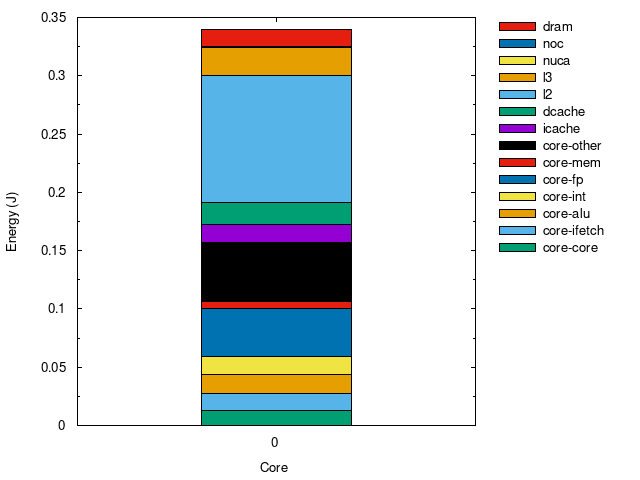 0.35
0.3
0.25
0.2
0.15
0.1
0.05
0
Energy (J)
0
Core
dram
noc
nuca
l3
l2
dcache
icache
core-other
core-mem
core-fp
core-int
core-alu
core-ifetch
core-core